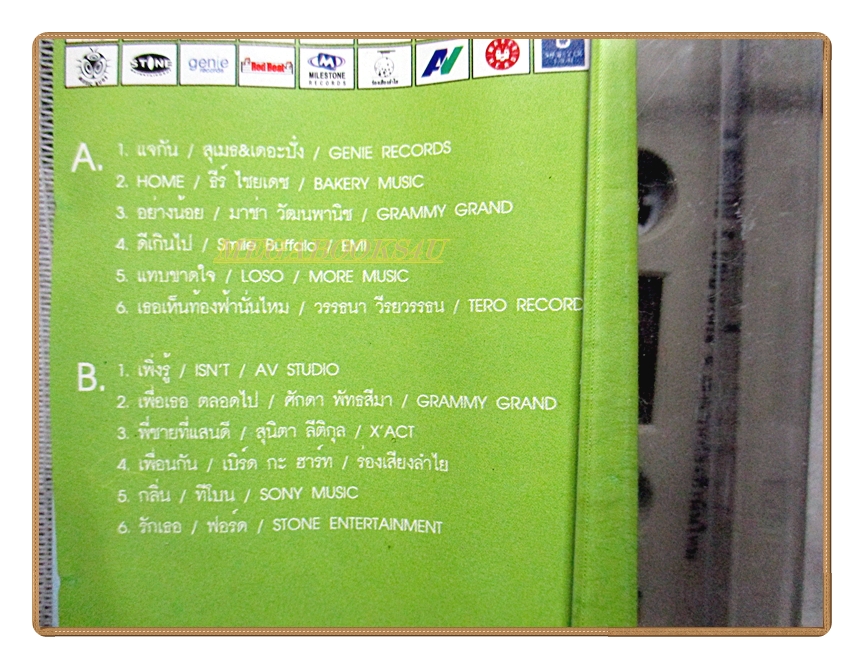 STONE genie records Red Beat MILESTONE RECORDS AV
A.
1. แจกัน / สุเมธ&เดอะปั๋ง / GENIE RECORDS
2. HOME / ธีร์ ไชยเดช / BAKERY MUSIC
3. อย่างน้อย / มาช่า วัฒนพานิช / GRAMMY GRAND
4. ดีเกินไป / Smile Buffalo / EMI
5. แทบขาดใจ / LOSO / MORE MUSIC
6. เธอเห็นท้องฟ้านั่นไหม / วรรธนา วีรยวรรธน / TERO RECORD
B.
1. เพิ่งรู้ / ISN'T / AV STUDIO
2. เพื่อเธอ ตลอดไป / ศักดา พัทธสีมา / GRAMMY GRAND
3. พี่ชายที่แสนดี / สุนิตา ลีติกุล / X'ACT
4. เพื่อนกัน / เบิร์ด กะ ฮาร์ท / ร่องเสียงลำไย
5. กลิ่น / ทีโบน / SONY MUSIC
6. รักเธอ / ฟอร์ด / STONE ENTERTAINMENT